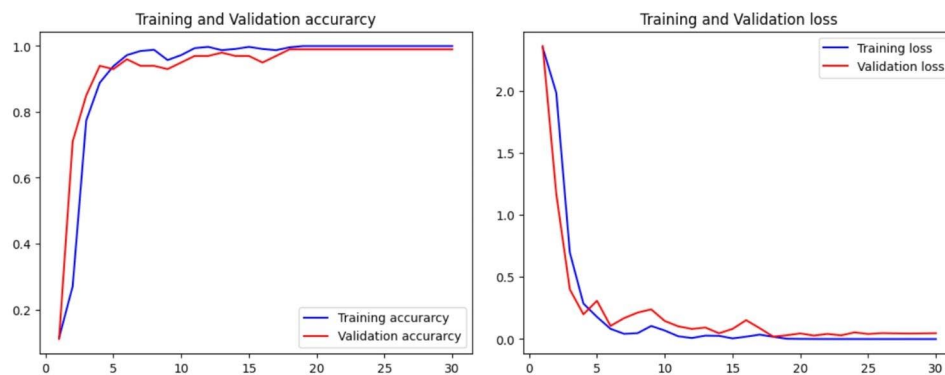 Training and Validation accurarcy
1.0
0.8
0.6
0.4
0.2
Training accurarcy
Validation accurarcy
0 5 10 15 20 25 30
Training and Validation loss
Training loss
Validation loss
2.0
1.5
1.0
0.5
0.0
0 5 10 15 20 25 30